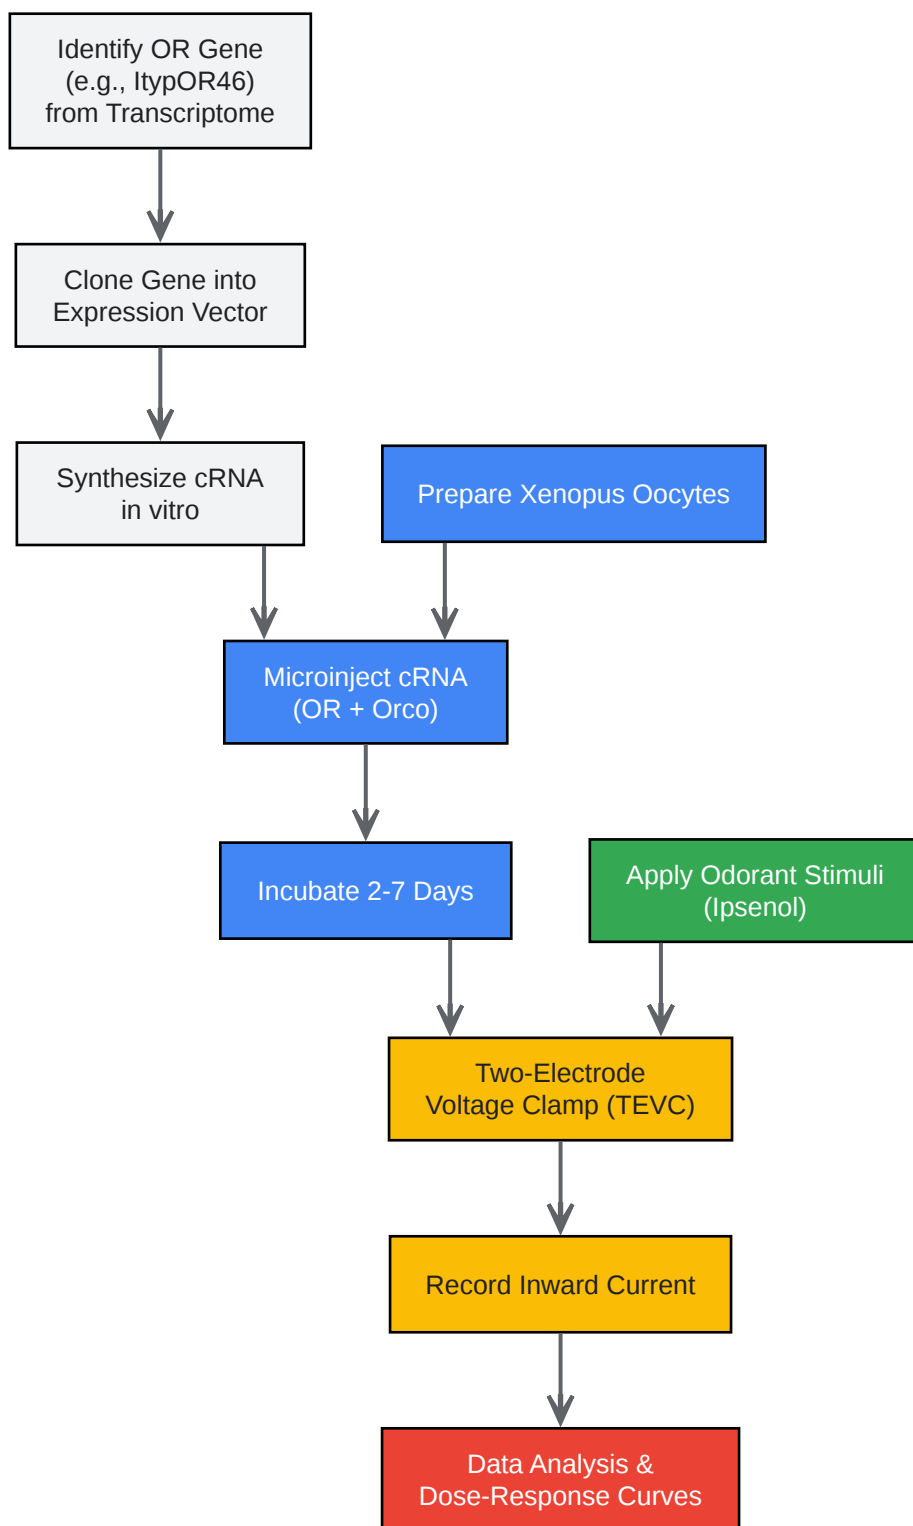 Identify OR Gene
(e.g., ItypOR46)
from Transcriptome
Clone Gene into
Expression Vector
Synthesize cRNA
in vitro
Prepare Xenopus Oocytes
Microinject cRNA
(OR + Orco)
Incubate 2-7 Days
Apply Odorant Stimuli
(Ipsenol)
Two-Electrode
Voltage Clamp (TEVC)
Record Inward Current
Data Analysis &
Dose-Response Curves